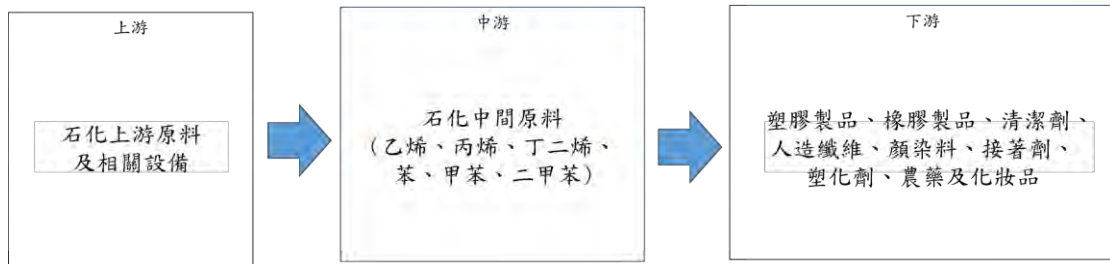 上游
石化上游原料
及相關設備
中游
石化中間原料
(乙烯、丙烯、丁二烯、
苯、甲苯、二甲苯)
下游
塑膠製品、橡膠製品、清潔劑、
人造纖維、顏染料、接著劑、
塑化劑、農藥及化妝品